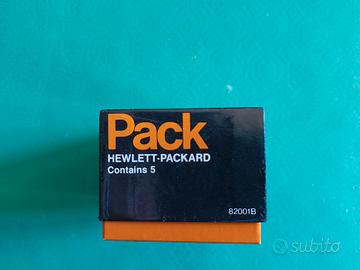 Pack
HEWLETT-PACKARD
Contains 5
82001B
subito